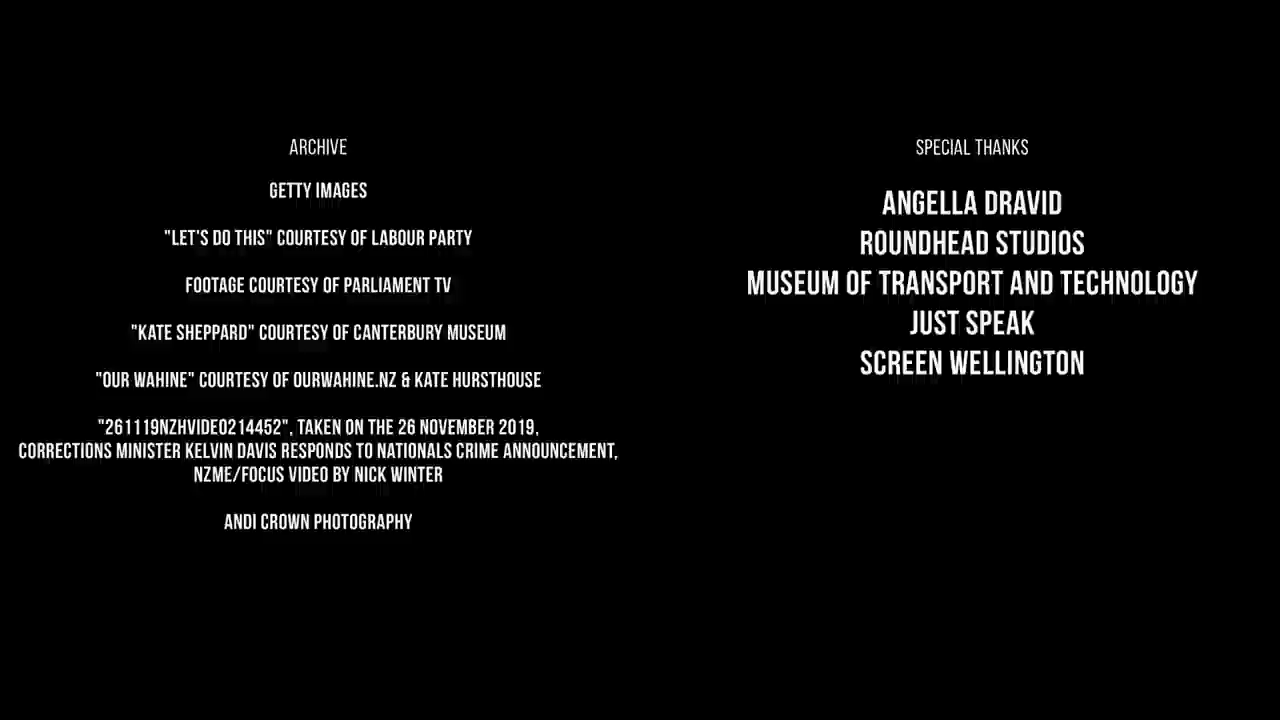 ARCHIVE
GETTY IMAGES
"LET'S DO THIS" COURTESY OF LABOUR PARTY
FOOTAGE COURTESY OF PARLIAMENT TV
"KATE SHEPPARD" COURTESY OF CANTERBURY MUSEUM
"OUR WAHINE" COURTESY OF OURWAHINE.NZ & KATE HURSTHOUSE
"261119NZHVIDEO214452", TAKEN ON THE 26 NOVEMBER 2019,
CORRECTIONS MINISTER KELVIN DAVIS RESPONDS TO NATIONALS CRIME ANNOUNCEMENT,
NZME/FOCUS VIDEO BY NICK WINTER
ANDI CROWN PHOTOGRAPHY
SPECIAL THANKS
ANGELLA DRAVID
ROUNDHEAD STUDIOS
MUSEUM OF TRANSPORT AND TECHNOLOGY
JUST SPEAK
SCREEN WELLINGTON